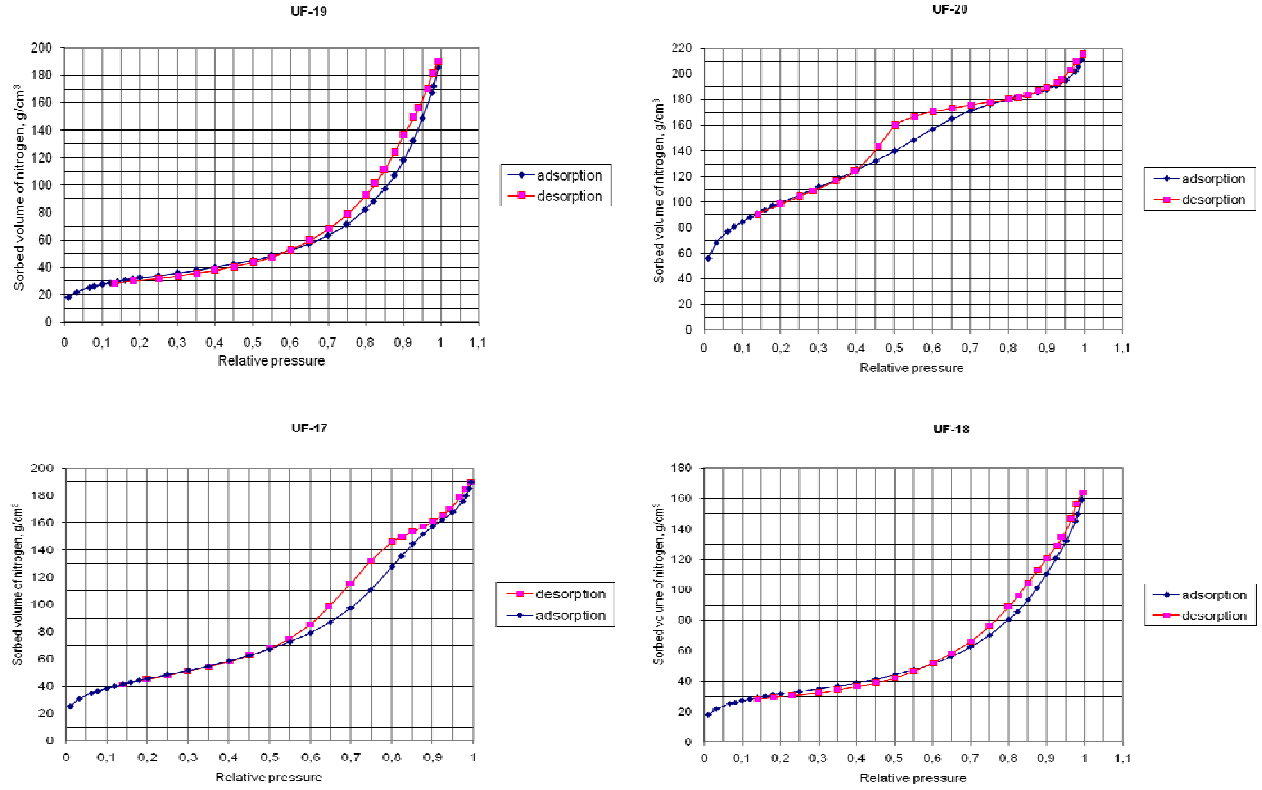 UF-19
Sorbed volume of nitrogen, g/cm³
200
180
160
140
120
100
80
60
40
20
0
0 0,1 0,2 0,3 0,4 0,5 0,6 0,7 0,8 0,9 1 1,1
Relative pressure
adsorption
desorption
UF-20
Sorbed volume of nitrogen, g/cm³
220
200
180
160
140
120
100
80
60
40
20
0
0 0,1 0,2 0,3 0,4 0,5 0,6 0,7 0,8 0,9 1 1,1
Relative pressure
adsorption
desorption
UF-17
Sorbed volume of nitrogen, g/cm³
200
180
160
140
120
100
80
60
40
20
0
0 0,1 0,2 0,3 0,4 0,5 0,6 0,7 0,8 0,9 1
Relative pressure
desorption
adsorption
UF-18
Sorbed volume of nitrogen, g/cm³
180
160
140
120
100
80
60
40
20
0
0 0,1 0,2 0,3 0,4 0,5 0,6 0,7 0,8 0,9 1 1,1
Relative pressure
adsorption
desorption